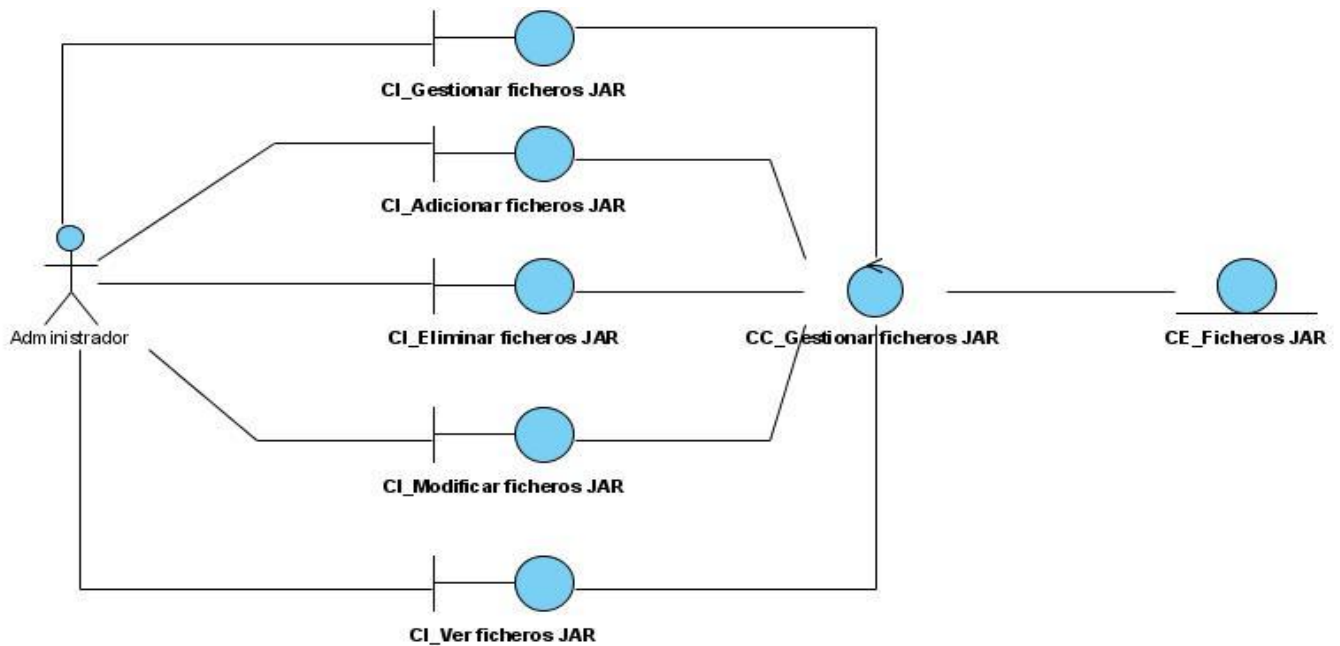 CI_Gestionar ficheros JAR
CI_Adicionar ficheros JAR
Administrador
CI_Eliminar ficheros JAR
CC_Gestionar ficheros JAR
CE_Ficheros JAR
CI_Modificar ficheros JAR
CI_Ver ficheros JAR